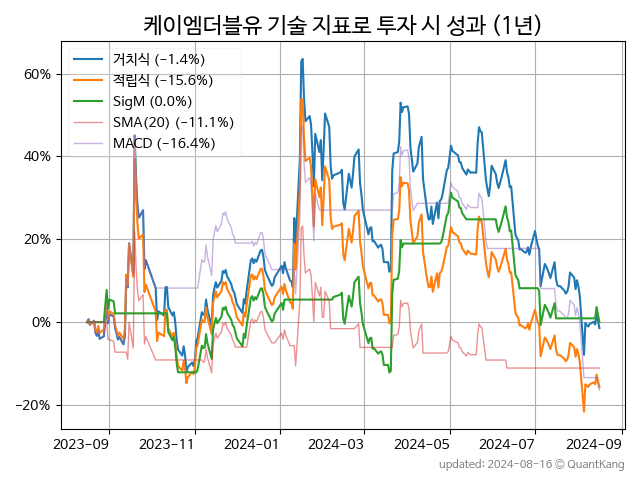 케이엠더블유 기술 지표로 투자 시 성과 (1년)
거치식 (−1.4%)
적립식 (−15.6%)
SigM (0.0%)
SMA(20) (−11.1%)
MACD (−16.4%)
60%
40%
20%
0%
−20%
2023−09 2023−11 2024−01 2024−03 2024−05 2024−07 2024−09
updated: 2024−08−16 © QuantKang